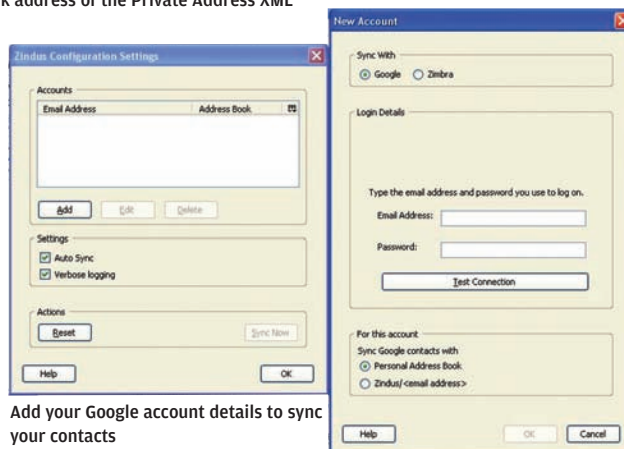 k address of the Private Address XML
Zindus Configuration Settings
Accounts
Email Address Address Book
Add Edit Delete
Settings
Auto Sync
Verbose logging
Actions
Reset Sync Now
Help OK
Add your Google account details to sync
your contacts
New Account
Sync With
Google Zimbra
Login Details
Type the email address and password you use to log on.
Email Address:
Password:
Test Connection
For this account
Sync Google contacts with
Personal Address Book
Zindus/<email address>
Help OK Cancel